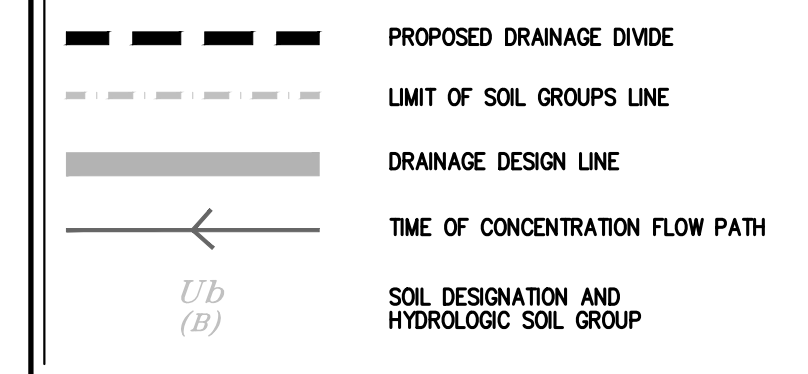 PROPOSED DRAINAGE DIVIDE
LIMIT OF SOIL GROUPS LINE
DRAINAGE DESIGN LINE
TIME OF CONCENTRATION FLOW PATH
Ub
(B)
SOIL DESIGNATION AND
HYDROLOGIC SOIL GROUP